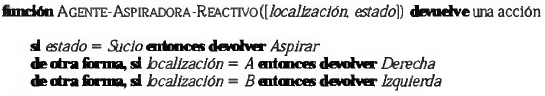 función AGENTE-ASPIRADORA-REACTIVO([localización, estado]) devuelve una acción
si estado = Sucio entonces devolver Aspirar
de otra forma, si localización = A entonces devolver Derecha
de otra forma, si localización = B entonces devolver Izquierda